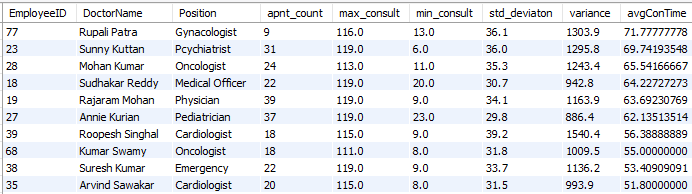 EmployeeID DoctorName Position apnt_count max_consult min_consult std_deviaton variance avgConTime
77 Rupali Patra Gynacologist 9 116.0 13.0 36.1 1303.9 71.77777778
23 Sunny Kuttan Pcychiatrist 31 119.0 6.0 36.0 1295.8 69.74193548
28 Mohan Kumar Oncologist 24 113.0 11.0 35.3 1243.4 65.54166667
18 Sudhakar Reddy Medical Officer 22 119.0 20.0 30.7 942.8 64.22727273
19 Rajaram Mohan Physician 39 119.0 9.0 34.1 1163.9 63.69230769
27 Annie Kurian Pediatrician 37 119.0 23.0 29.8 886.4 62.13513514
39 Roopesh Singhal Cardiologist 18 115.0 9.0 39.2 1540.4 56.38888889
68 Kumar Swamy Oncologist 18 111.0 8.0 31.8 1009.5 55.00000000
38 Suresh Kumar Emergency 22 119.0 9.0 33.7 1136.2 53.40909091
35 Arvind Sawakar Cardiologist 20 115.0 8.0 31.5 993.9 51.80000000